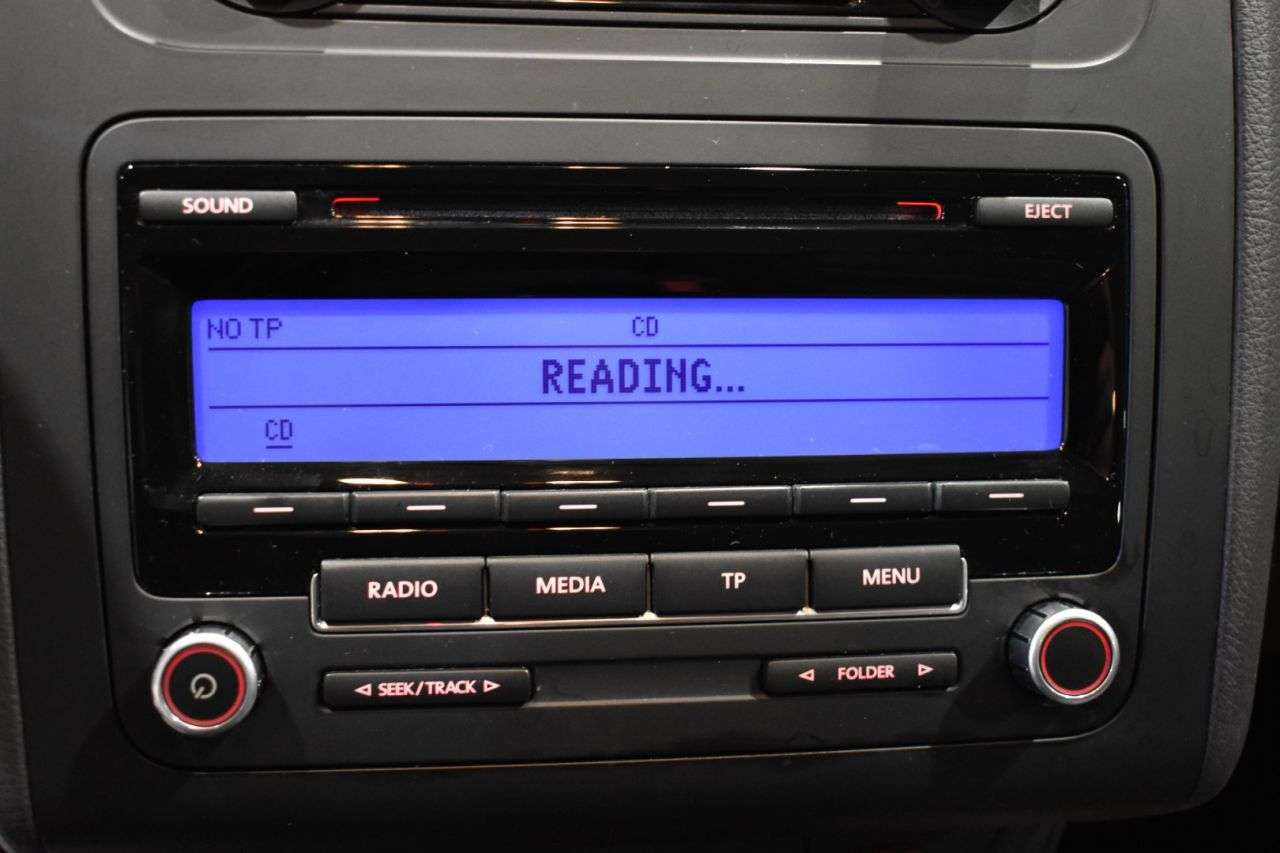 SOUND EJECT
NO TP CD
READING...
CD
RADIO MEDIA TP MENU
SEEK/TRACK FOLDER